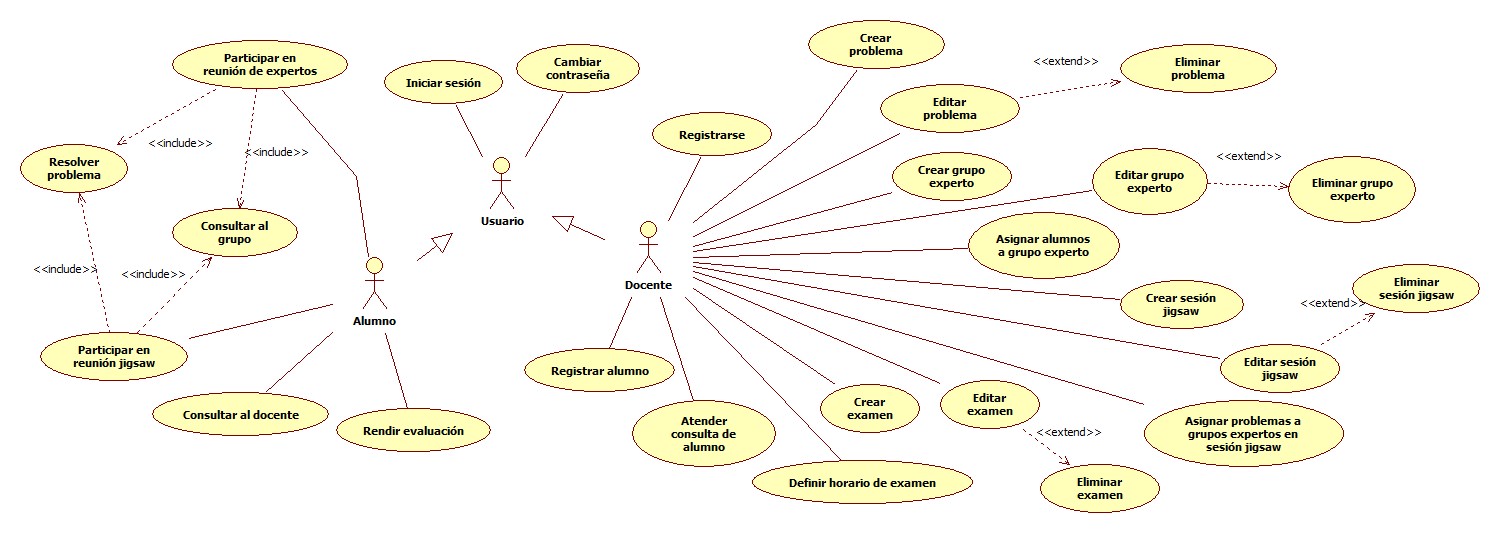 Participar en
reunión de expertos
Iniciar sesión
Cambiar
contraseña
Crear
problema
<<extend>>
Eliminar
problema
Editar
problema
Registrarse
<<include>>
<<include>>
Resolver
problema
Crear grupo
experto
Editar grupo
experto
<<extend>>
Eliminar grupo
experto
Usuario
Consultar al
grupo
Asignar alumnos
a grupo experto
<<include>>
<<include>>
Docente
Alumno
Crear sesión
jigsaw
<<extend>>
Eliminar
sesión jigsaw
Participar en
reunión jigsaw
Registrar alumno
Editar sesión
jigsaw
Consultar al docente
Rendir evaluación
Atender
consulta de
alumno
Crear
examen
Editar
examen
<<extend>>
Asignar problemas a
grupos expertos en
sesión jigsaw
Definir horario de examen
Eliminar
examen